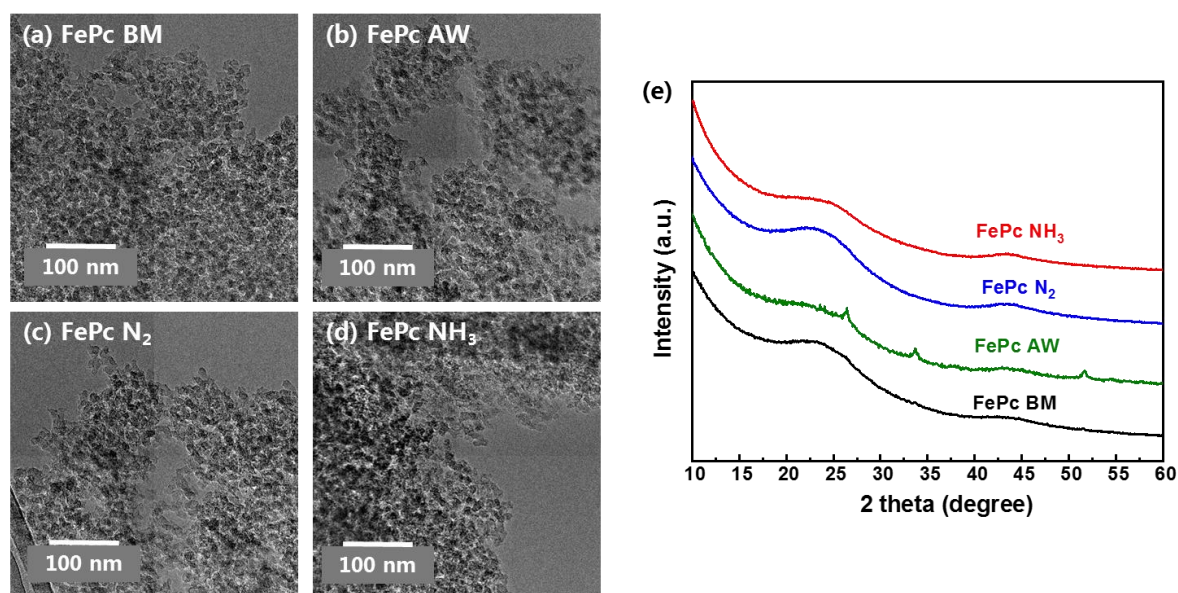 (a) FePc BM
100 nm
(b) FePc AW
100 nm
(c) FePc N₂
100 nm
(d) FePc NH₃
100 nm
(e)
Intensity (a.u.)
FePc NH₃
FePc N₂
FePc AW
FePc BM
10 15 20 25 30 35 40 45 50 55 60
2 theta (degree)